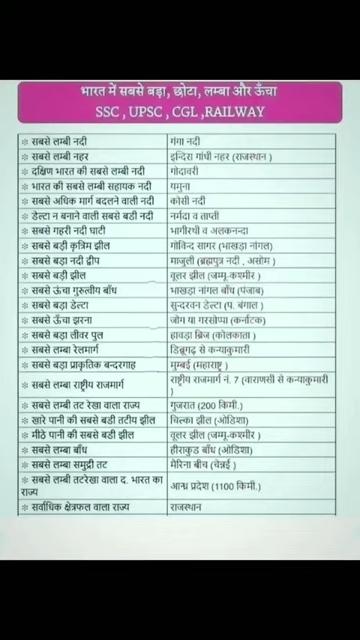 भारत में सबसे बड़ा, छोटा, लम्बा और ऊँचा
SSC , UPSC , CGL ,RAILWAY
❊ सबसे लम्बी नदी गंगा नदी
❊ सबसे लम्बी नहर इन्दिरा गांधी नहर (राजस्थान )
❊ दक्षिण भारत की सबसे लम्बी नदी गोदावरी
❊ भारत की सबसे लम्बी सहायक नदी यमुना
❊ सबसे अधिक मार्ग बदलने वाली नदी कोसी नदी
❊ डेल्टा न बनाने वाली सबसे बडी नदी नर्मदा व ताप्ती
❊ सबसे गहरी नदी घाटी भागीरथी व अलकनन्दा
❊ सबसे बड़ी कृत्रिम झील गोविन्द सागर (भाखड़ा नांगल)
❊ सबसे बड़ा नदी द्वीप माजुली (ब्रह्मपुत्र नदी , असोम )
❊ सबसे बड़ी झील वूलर झील (जम्मू-कश्मीर )
❊ सबसे ऊंचा गुरुत्वीय बाँध भाखड़ा नांगल बाँध (पंजाब)
❊ सबसे बड़ा डेल्टा सुन्दरवन डेल्टा (प. बंगाल )
❊ सबसे ऊँचा झरना जोग या गरसोप्पा (कर्नाटक)
❊ सबसे बड़ा लीवर पुल हावड़ा ब्रिज (कोलकाता )
❊ सबसे लम्बा रेलमार्ग डिब्रूगढ़ से कन्याकुमारी
❊ सबसे बड़ा प्राकृतिक बन्दरगाह मुम्बई (महाराष्ट्र )
❊ सबसे लम्बा राष्ट्रीय राजमार्ग राष्ट्रीय राजमार्ग नं. 7 (वाराणसी से कन्याकुमारी
)
❊ सबसे लम्बी तट रेखा वाला राज्य गुजरात (200 किमी.)
❊ खारे पानी की सबसे बडी तटीय झील चिल्का झील (ओडिशा)
❊ मीठे पानी की सबसे बडी झील वूलर झील (जम्मू-कश्मीर )
❊ सबसे लम्बा बाँध हीराकुड बाँध (ओडिशा)
❊ सबसे लम्बा समुद्री तट मेरिना बीच (चेन्नई )
❊ सबसे लम्बी तटरेखा वाला द. भारत का
राज्य आन्ध्र प्रदेश (1100 किमी.)
❊ सर्वाधिक क्षेत्रफल वाला राज्य राजस्थान